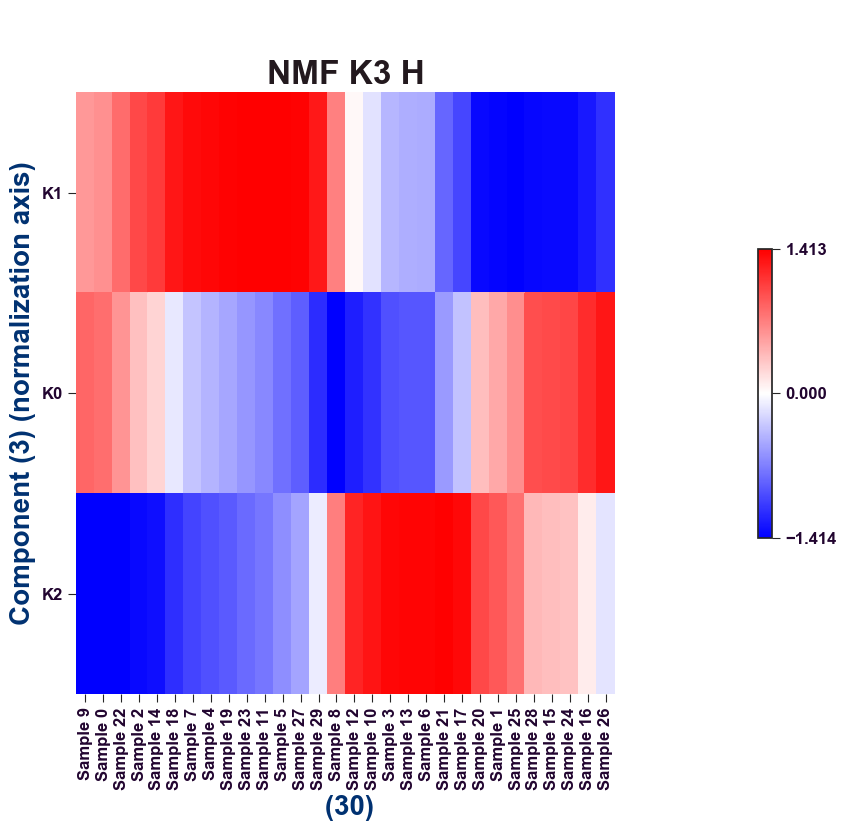 NMF K3 H
Component (3) (normalization axis)
K1
K0
K2
1.413
0.000
−1.414
Sample 9
Sample 0
Sample 22
Sample 2
Sample 14
Sample 18
Sample 7
Sample 4
Sample 19
Sample 23
Sample 11
Sample 5
Sample 27
Sample 29
Sample 8
Sample 12
Sample 10
Sample 3
Sample 13
Sample 6
Sample 21
Sample 17
Sample 20
Sample 1
Sample 25
Sample 28
Sample 15
Sample 24
Sample 16
Sample 26
(30)